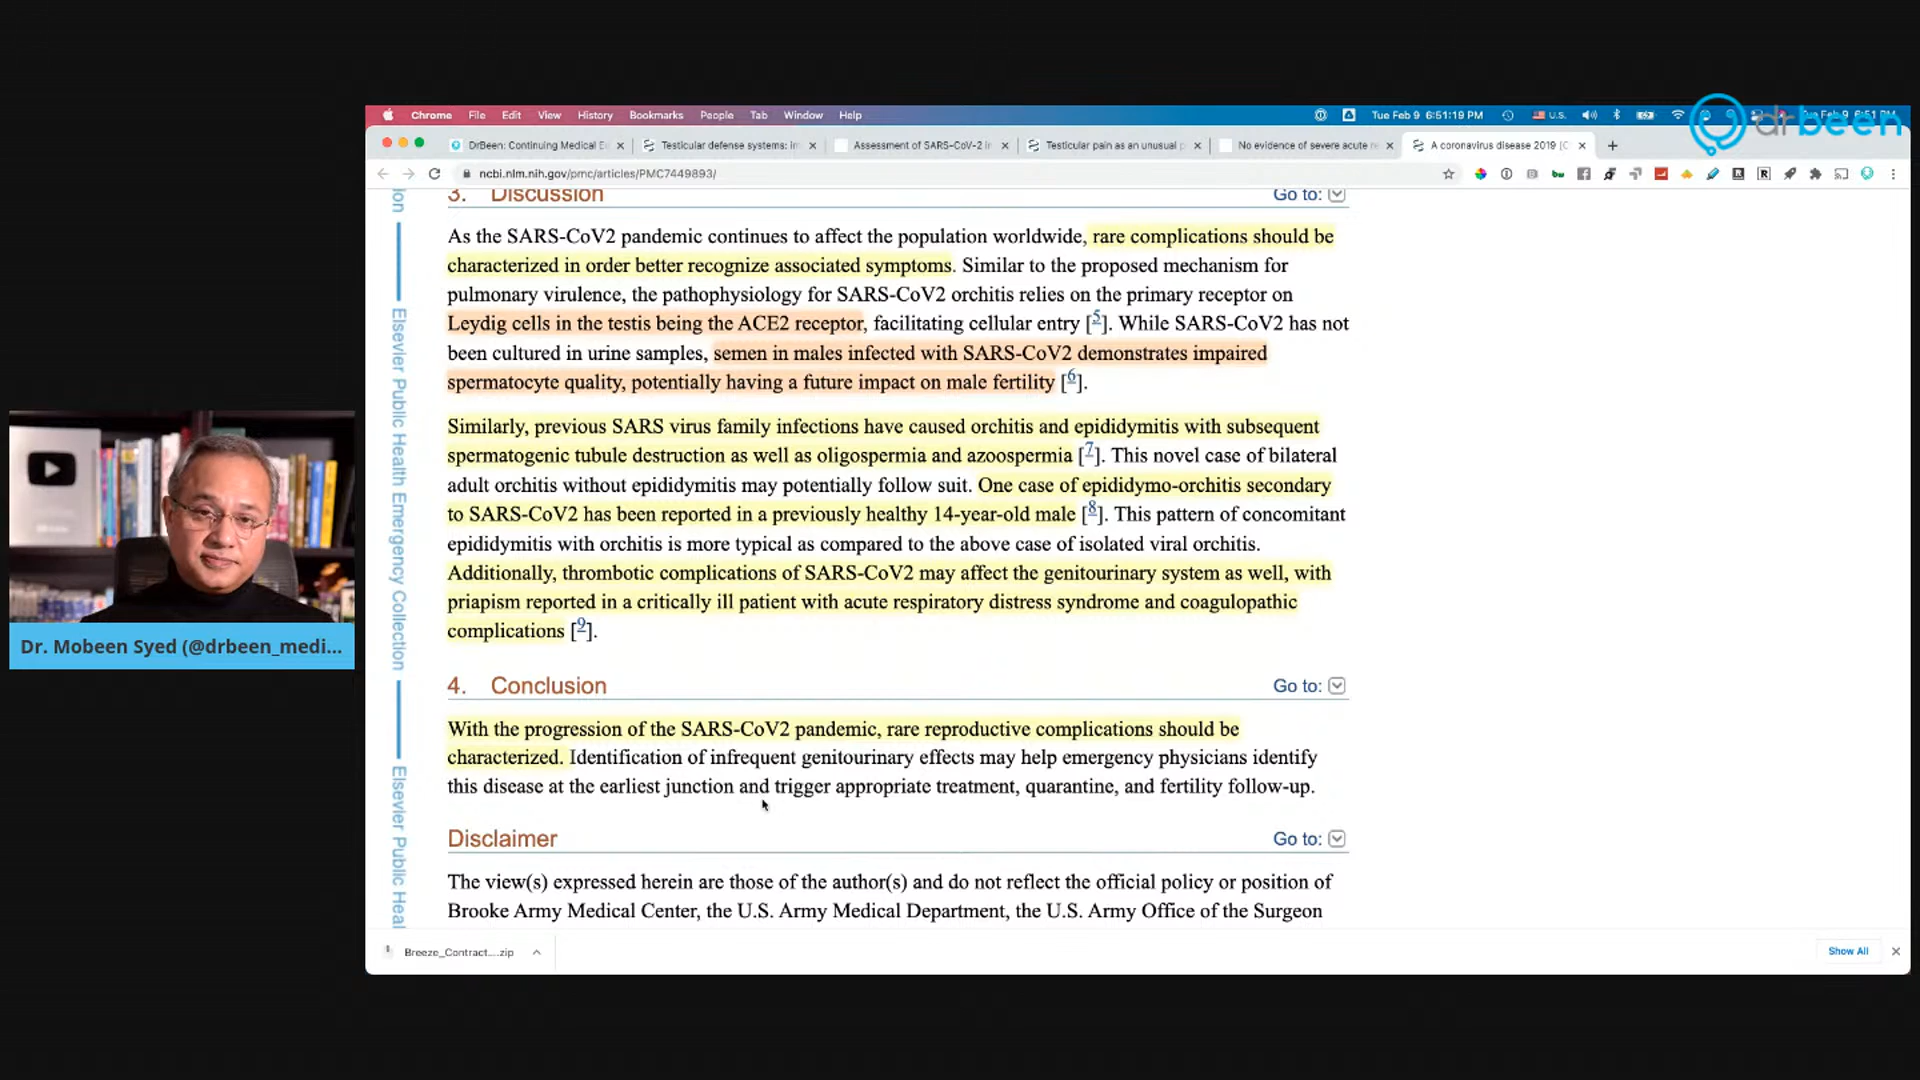 Chrome File Edit View History Bookmarks People Tab Window Help
U.S.
Tue Feb 9 6:51:19 PM
drbeen
DrBeen: Continuing Medical E
Testicular defense systems: i
Assessment of SARS-CoV-2 i
Testicular pain as an unusual p
No evidence of severe acute re
A coronavirus disease 2019 (C
ncbi.nlm.nih.gov/pmc/articles/PMC7449893/
3. Discussion
Go to:
As the SARS-CoV2 pandemic continues to affect the population worldwide, rare complications should be
characterized in order better recognize associated symptoms. Similar to the proposed mechanism for
pulmonary virulence, the pathophysiology for SARS-CoV2 orchitis relies on the primary receptor on
Leydig cells in the testis being the ACE2 receptor, facilitating cellular entry [5]. While SARS-CoV2 has not
been cultured in urine samples, semen in males infected with SARS-CoV2 demonstrates impaired
spermatocyte quality, potentially having a future impact on male fertility [6].
Similarly, previous SARS virus family infections have caused orchitis and epididymitis with subsequent
spermatogenic tubule destruction as well as oligospermia and azoospermia [7]. This novel case of bilateral
adult orchitis without epididymitis may potentially follow suit. One case of epididymo-orchitis secondary
to SARS-CoV2 has been reported in a previously healthy 14-year-old male [8]. This pattern of concomitant
epididymitis with orchitis is more typical as compared to the above case of isolated viral orchitis.
Additionally, thrombotic complications of SARS-CoV2 may affect the genitourinary system as well, with
priapism reported in a critically ill patient with acute respiratory distress syndrome and coagulopathic
complications [9].
4. Conclusion
Go to:
With the progression of the SARS-CoV2 pandemic, rare reproductive complications should be
characterized. Identification of infrequent genitourinary effects may help emergency physicians identify
this disease at the earliest junction and trigger appropriate treatment, quarantine, and fertility follow-up.
Disclaimer
Go to:
The view(s) expressed herein are those of the author(s) and do not reflect the official policy or position of
Brooke Army Medical Center, the U.S. Army Medical Department, the U.S. Army Office of the Surgeon
Elsevier Public Health Emergency Collection
Elsevier Public Heal
Dr. Mobeen Syed (@drbeen_medi...
Breeze_Contract....zip
Show All